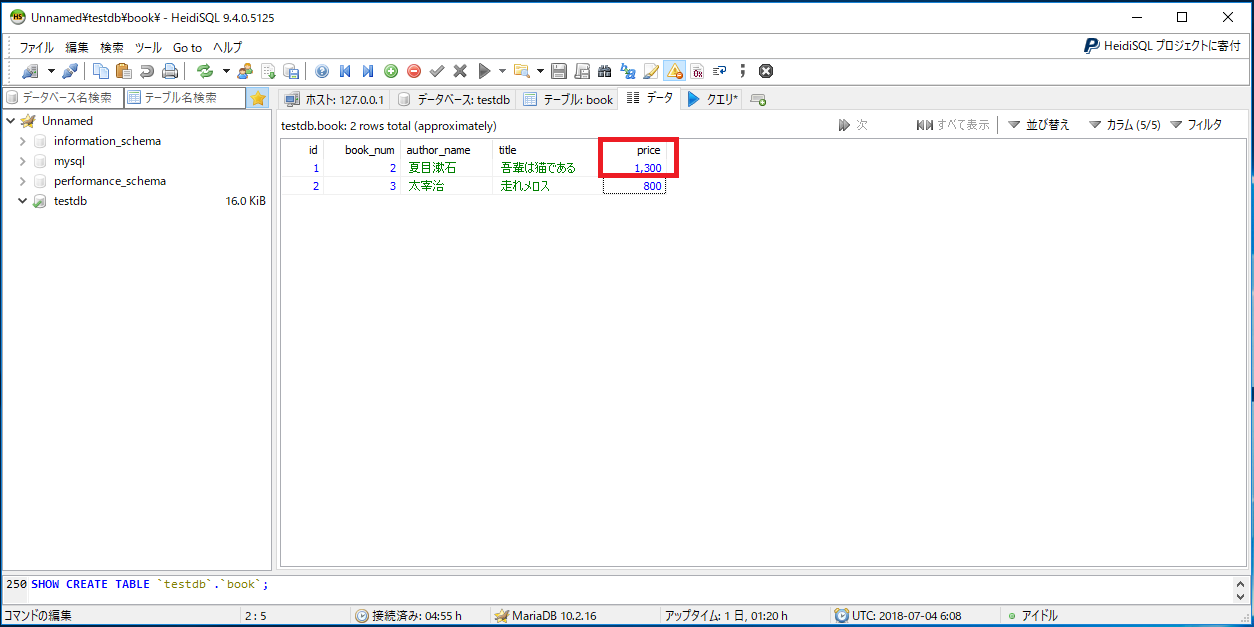 Unnamed¥testdb¥book¥ - HeidiSQL 9.4.0.5125
ファイル 編集 検索 ツール Go to ヘルプ
HeidiSQL プロジェクトに寄付
データベース名検索 テーブル名検索
ホスト: 127.0.0.1 データベース: testdb テーブル: book データ クエリ*
Unnamed
information_schema
mysql
performance_schema
testdb 16.0 KiB
testdb.book: 2 rows total (approximately)
次 すべて表示 並び替え カラム (5/5) フィルタ
id book_num author_name title price
1 2 夏目漱石 吾輩は猫である 1,300
2 3 太宰治 走れメロス 800
250 SHOW CREATE TABLE `testdb`.`book`;
コマンドの編集 2 : 5 接続済み: 04:55 h MariaDB 10.2.16 アップタイム: 1 日, 01:20 h UTC: 2018-07-04 6:08 アイドル